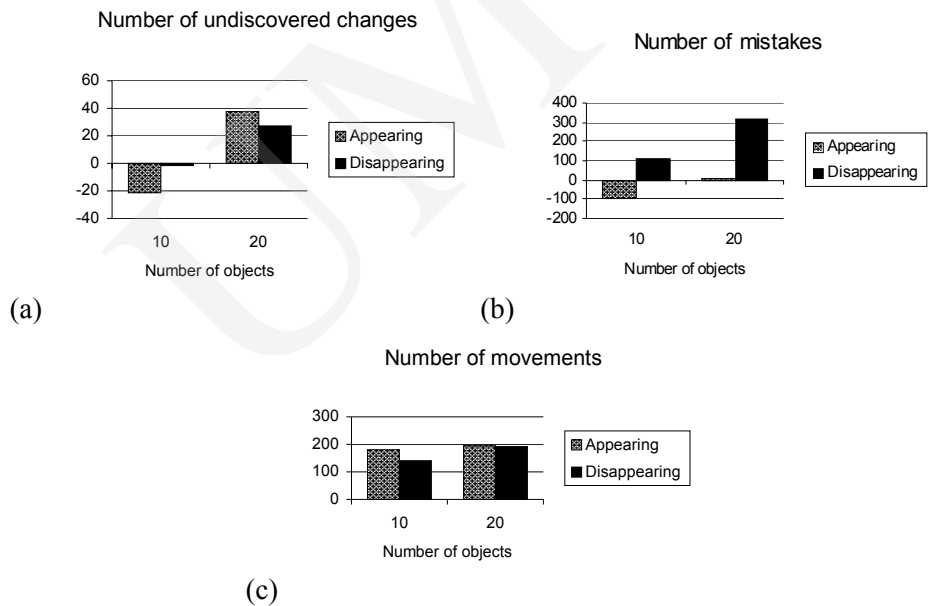 Number of undiscovered changes
60
40
20
0
-20
-40
10 20
Number of objects
Appearing
Disappearing
(a)
Number of mistakes
400
300
200
100
0
-100
-200
10 20
Number of objects
Appearing
Disappearing
(b)
Number of movements
300
200
100
0
10 20
Number of objects
Appearing
Disappearing
(c)
UM